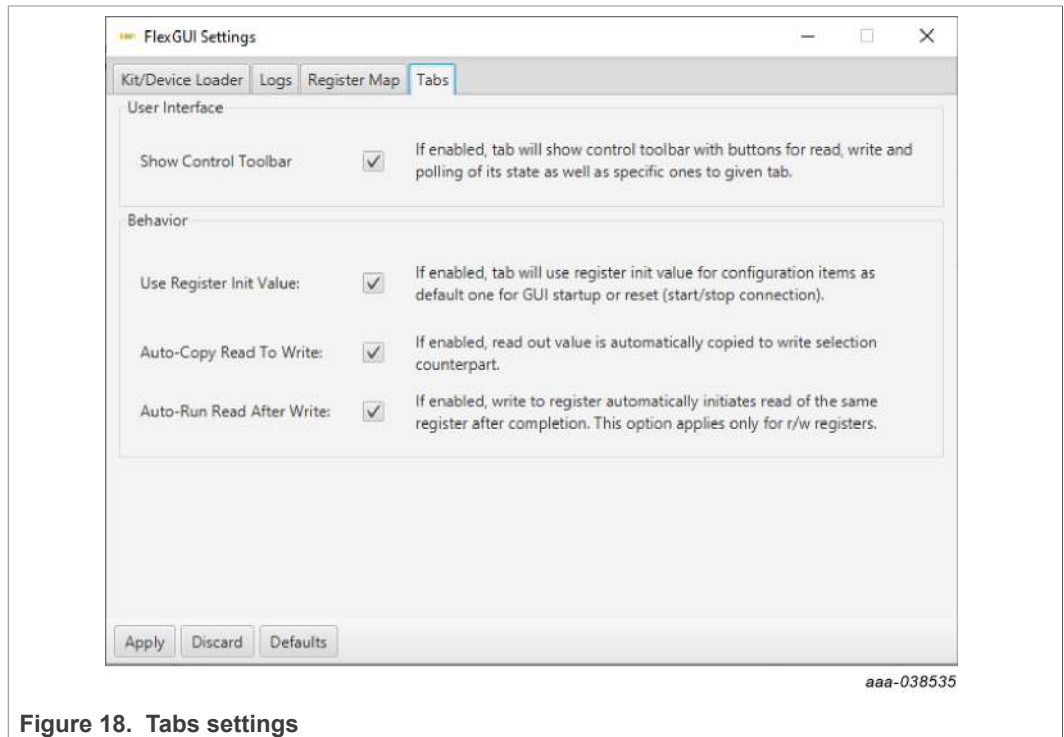 FlexGUI Settings
Kit/Device Loader Logs Register Map Tabs
User Interface
Show Control Toolbar
If enabled, tab will show control toolbar with buttons for read, write and
polling of its state as well as specific ones to given tab.
Behavior
Use Register Init Value:
If enabled, tab will use register init value for configuration items as
default one for GUI startup or reset (start/stop connection).
Auto-Copy Read To Write:
If enabled, read out value is automatically copied to write selection
counterpart.
Auto-Run Read After Write:
If enabled, write to register automatically initiates read of the same
register after completion. This option applies only for r/w registers.
Apply Discard Defaults
aaa-038535
Figure 18. Tabs settings